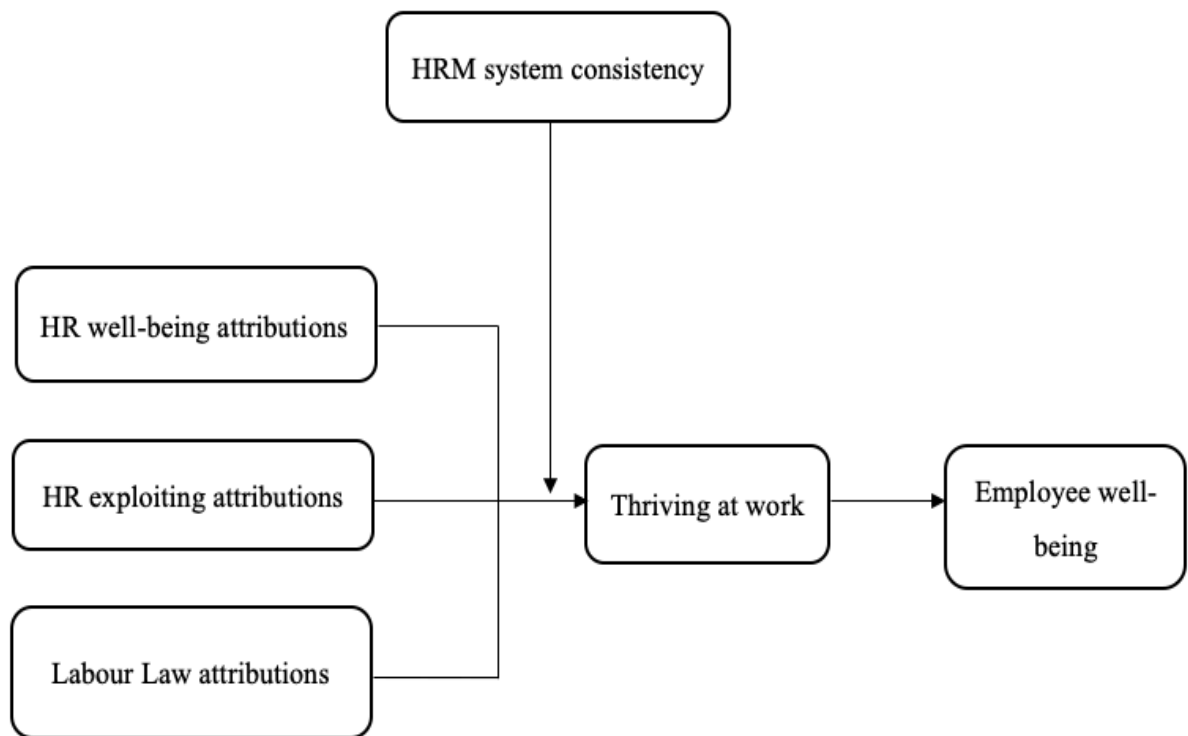 HRM system consistency
HR well-being attributions
HR exploiting attributions
Thriving at work
Employee well-
being
Labour Law attributions